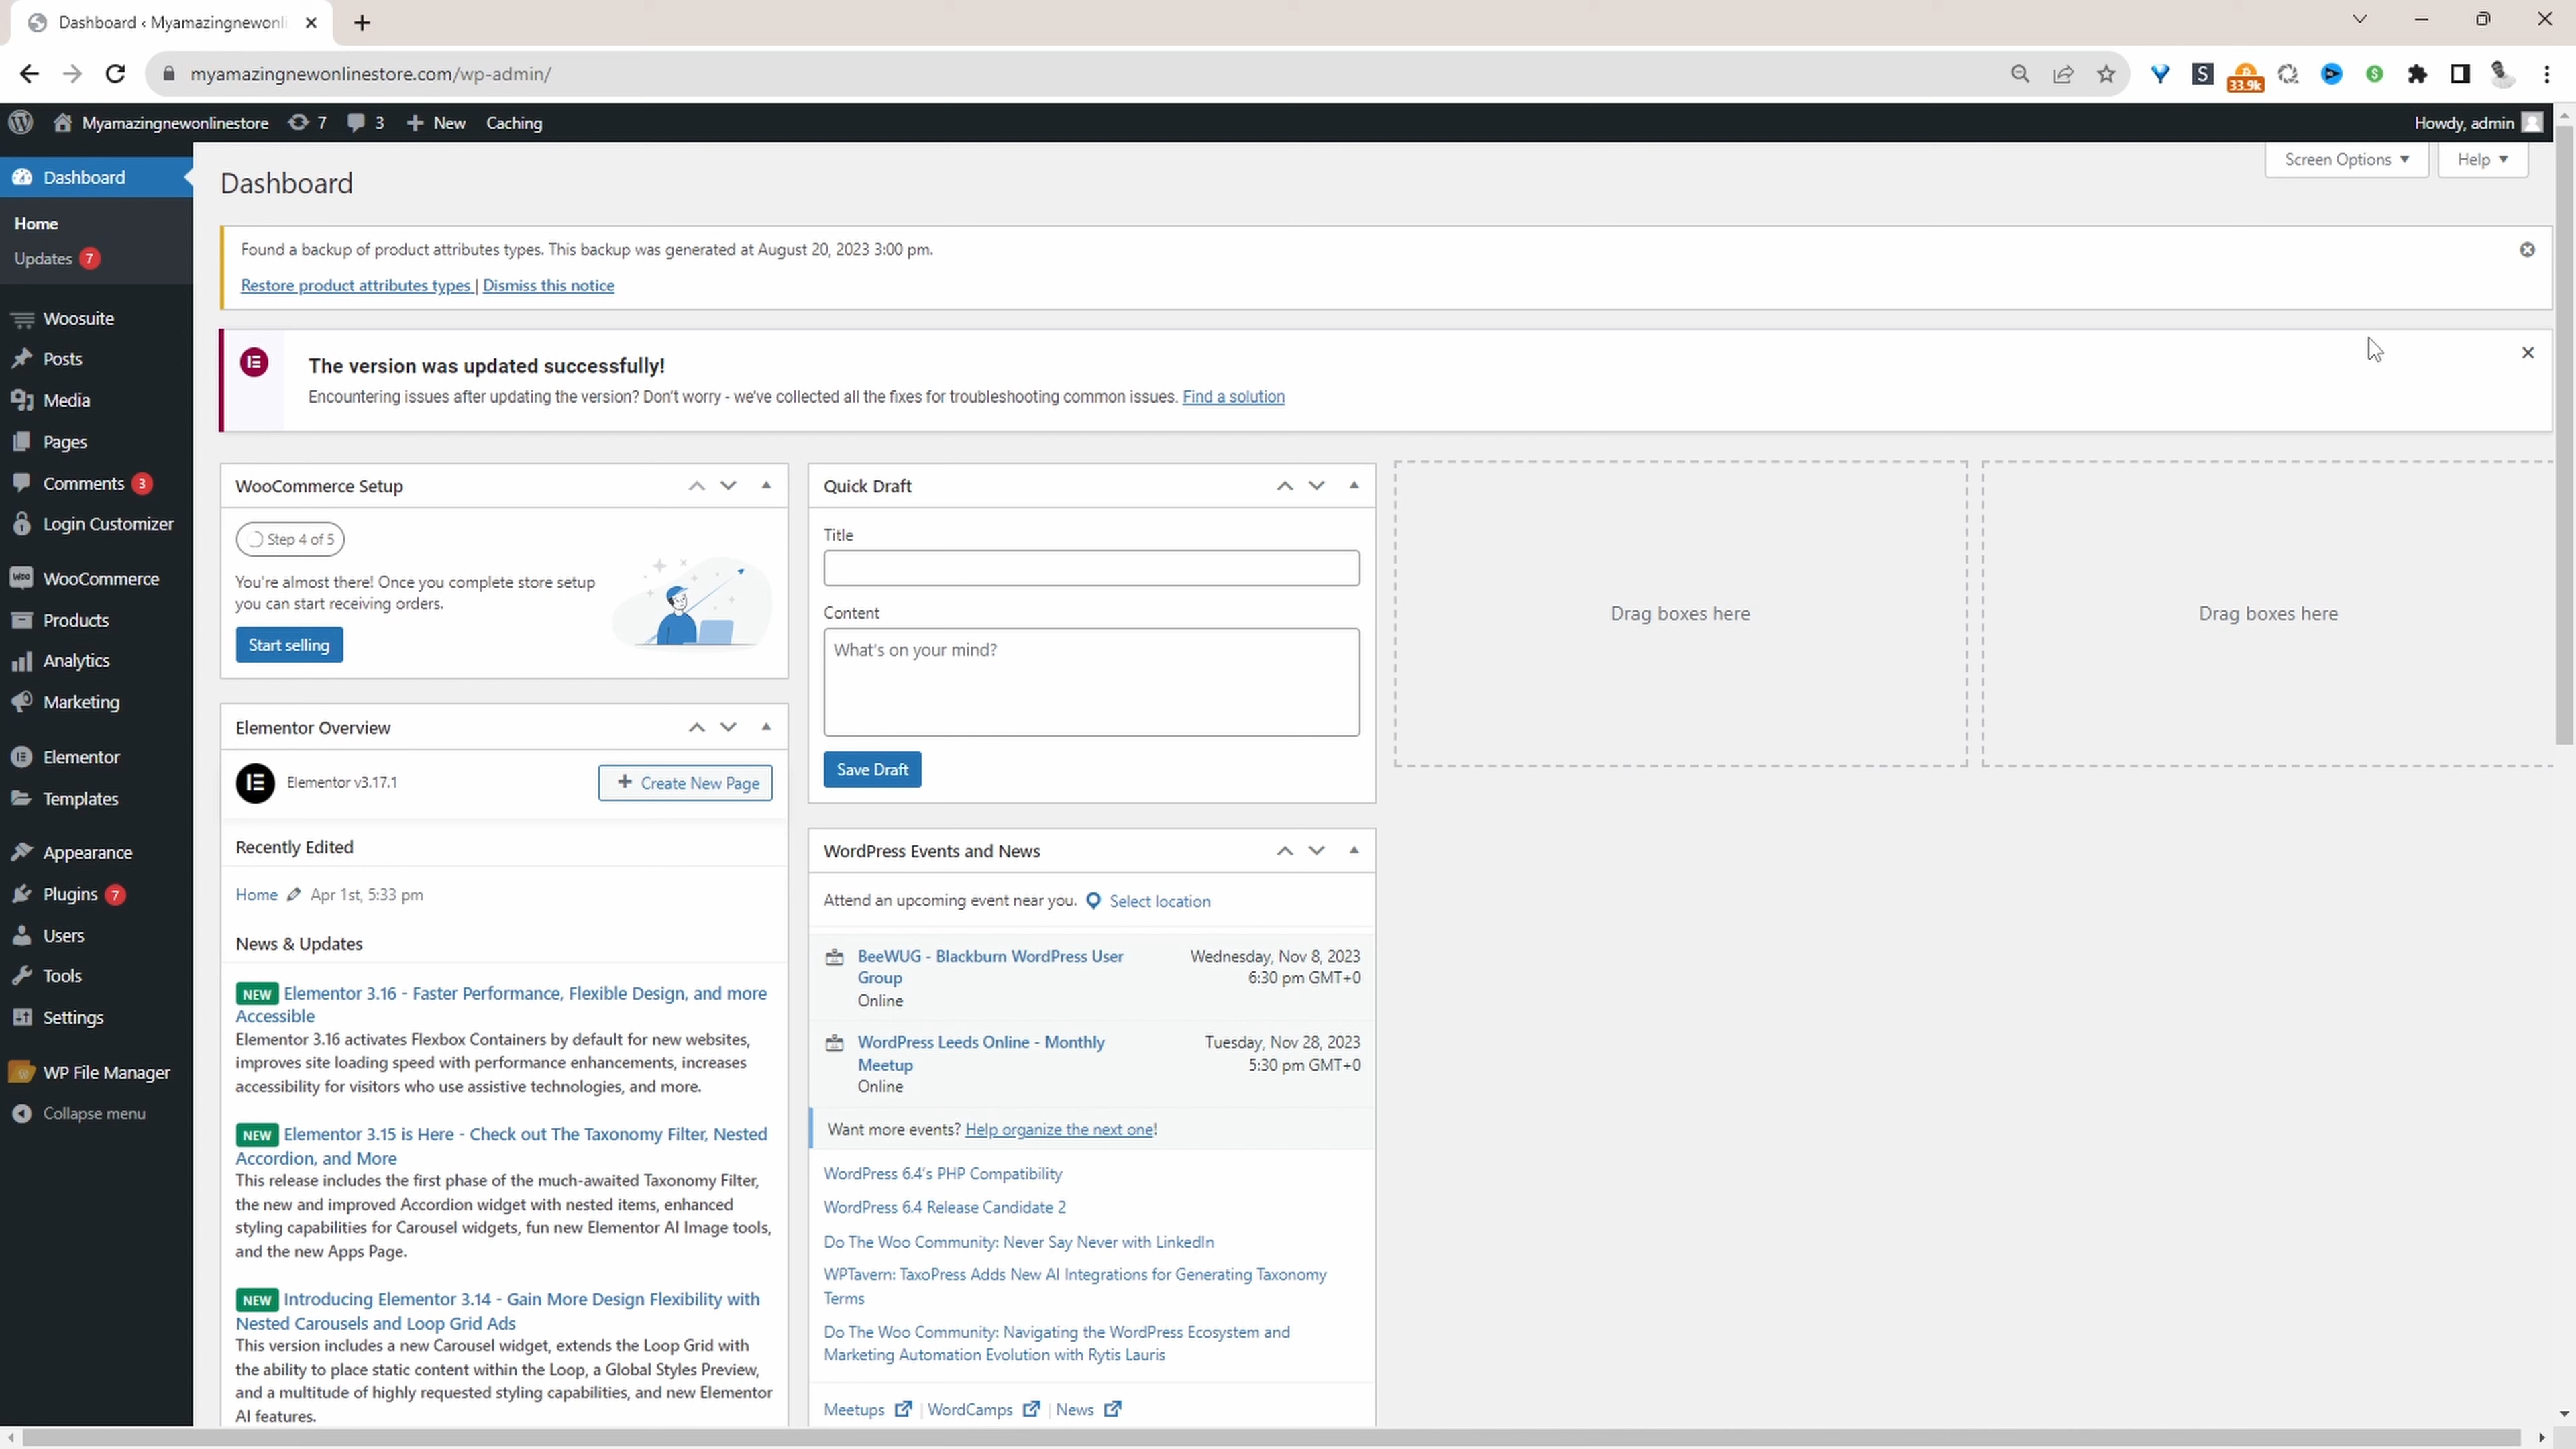 Dashboard ‹ Myamazingnewonli
myamazingnewonlinestore.com/wp-admin/
S
33.9k
Myamazingnewonlinestore
7
3
New
Caching
Howdy, admin
Screen Options
Help
Dashboard
Home
Updates 7
Woosuite
Posts
Media
Pages
Comments 3
Login Customizer
WooCommerce
Products
Analytics
Marketing
Elementor
Templates
Appearance
Plugins 7
Users
Tools
Settings
WP File Manager
Collapse menu
Dashboard
Found a backup of product attributes types. This backup was generated at August 20, 2023 3:00 pm.
Restore product attributes types | Dismiss this notice
The version was updated successfully!
Encountering issues after updating the version? Don't worry - we've collected all the fixes for troubleshooting common issues. Find a solution
WooCommerce Setup
Step 4 of 5
You're almost there! Once you complete store setup
you can start receiving orders.
Start selling
Elementor Overview
Elementor v3.17.1
+ Create New Page
Recently Edited
Home Apr 1st, 5:33 pm
News & Updates
NEW Elementor 3.16 - Faster Performance, Flexible Design, and more
Accessible
Elementor 3.16 activates Flexbox Containers by default for new websites,
improves site loading speed with performance enhancements, increases
accessibility for visitors who use assistive technologies, and more.
NEW Elementor 3.15 is Here - Check out The Taxonomy Filter, Nested
Accordion, and More
This release includes the first phase of the much-awaited Taxonomy Filter,
the new and improved Accordion widget with nested items, enhanced
styling capabilities for Carousel widgets, fun new Elementor AI Image tools,
and the new Apps Page.
NEW Introducing Elementor 3.14 - Gain More Design Flexibility with
Nested Carousels and Loop Grid Ads
This version includes a new Carousel widget, extends the Loop Grid with
the ability to place static content within the Loop, a Global Styles Preview,
and a multitude of highly requested styling capabilities, and new Elementor
AI features.
Quick Draft
Title
Content
What's on your mind?
Save Draft
WordPress Events and News
Attend an upcoming event near you. Select location
BeeWUG - Blackburn WordPress User
Group
Online
Wednesday, Nov 8, 2023
6:30 pm GMT+0
WordPress Leeds Online - Monthly
Meetup
Online
Tuesday, Nov 28, 2023
5:30 pm GMT+0
Want more events? Help organize the next one!
WordPress 6.4's PHP Compatibility
WordPress 6.4 Release Candidate 2
Do The Woo Community: Never Say Never with LinkedIn
WPTavern: TaxoPress Adds New AI Integrations for Generating Taxonomy
Terms
Do The Woo Community: Navigating the WordPress Ecosystem and
Marketing Automation Evolution with Rytis Lauris
Meetups | WordCamps | News
Drag boxes here
Drag boxes here